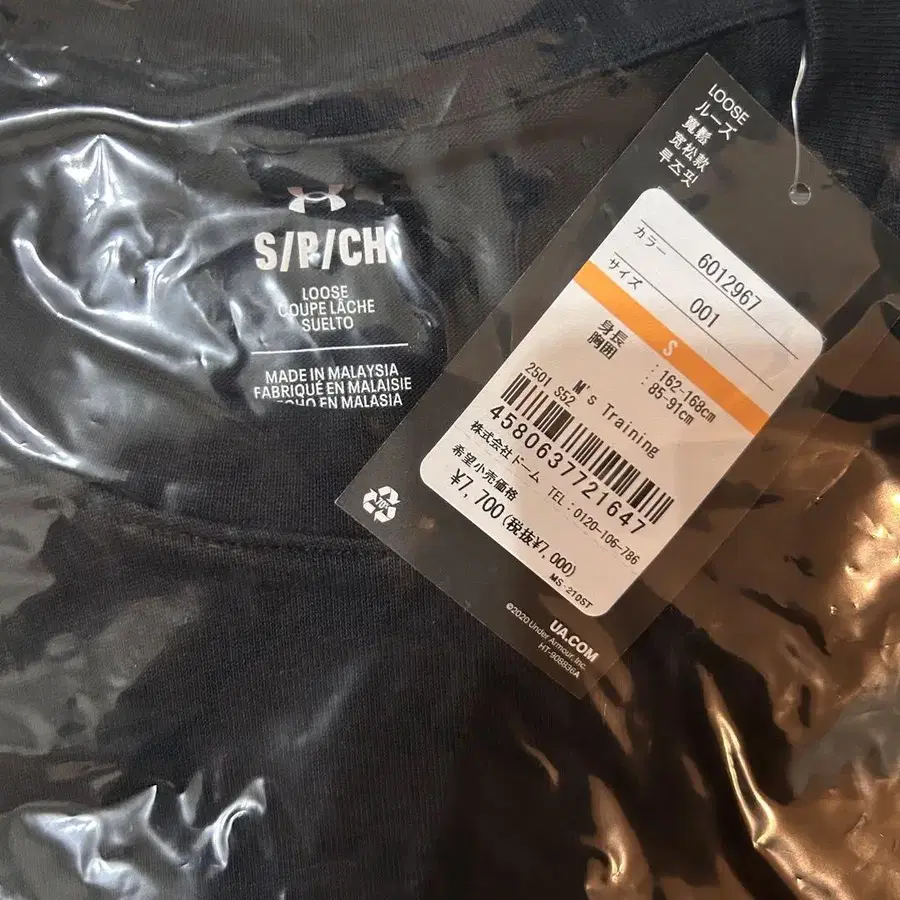 S/P/CH
LOOSE
COUPE LÂCHE
SUELTO
MADE IN MALAYSIA
FABRIQUÉ EN MALAISIE
HECHO EN MALASIA
LOOSE
ルーズ
寬鬆
宽松款
루즈핏
6012967
カラー 001
サイズ S
身長 : 162-168cm
胸囲 : 85-91cm
M's Training
2501 S52
4580637721647
株式会社ドーム TEL:0120-106-786
希望小売価格
¥7,700(税抜¥7,000)
MS-210ST
UA.COM
©2020 Under Armour, Inc.
HT-908836A